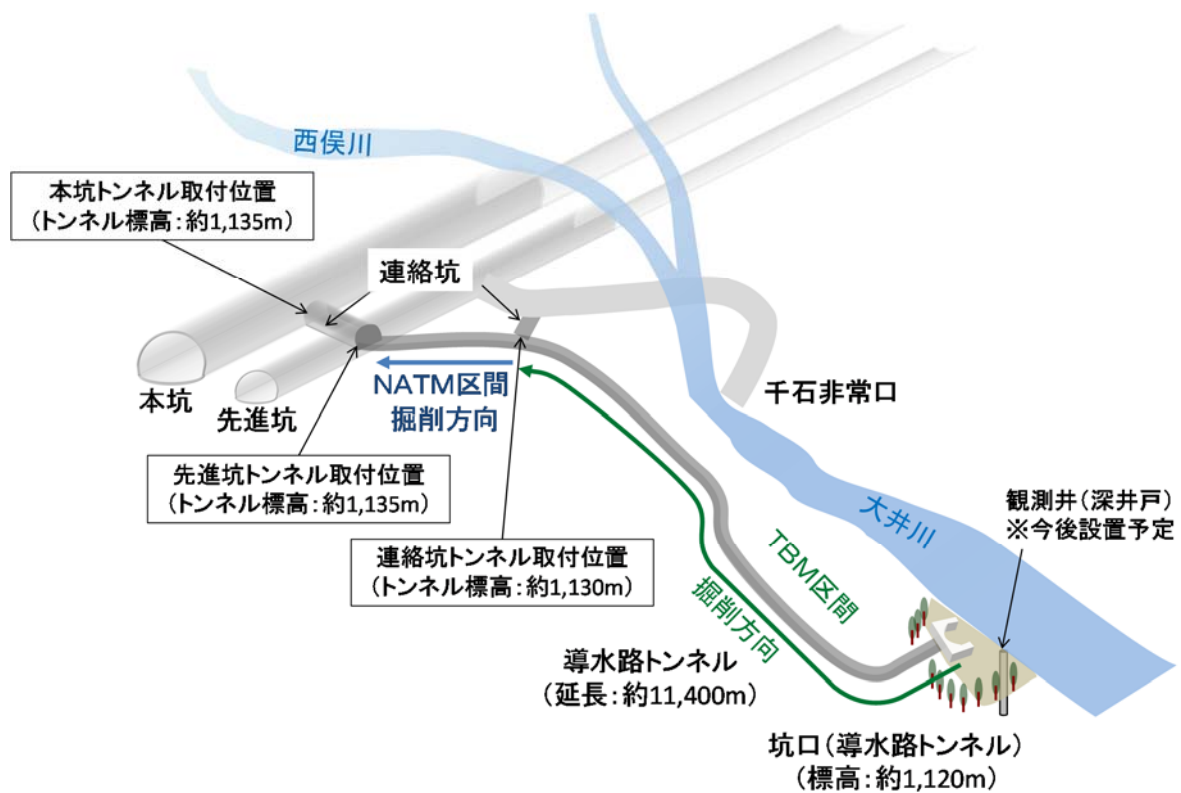 西俣川
本坑トンネル取付位置
（トンネル標高：約1,135m）
連絡坑
本坑
先進坑
NATM区間
掘削方向
千石非常口
先進坑トンネル取付位置
（トンネル標高：約1,135m）
連絡坑トンネル取付位置
（トンネル標高：約1,130m）
大井川
観測井（深井戸）
※今後設置予定
TBM区間
掘削方向
導水路トンネル
（延長：約11,400m）
坑口（導水路トンネル）
（標高：約1,120m）